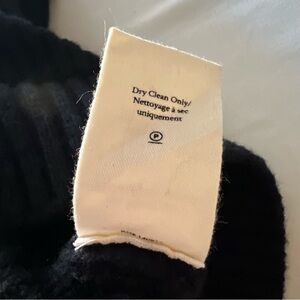 Dry Clean Only/
Nettoyage à sec
uniquement
P